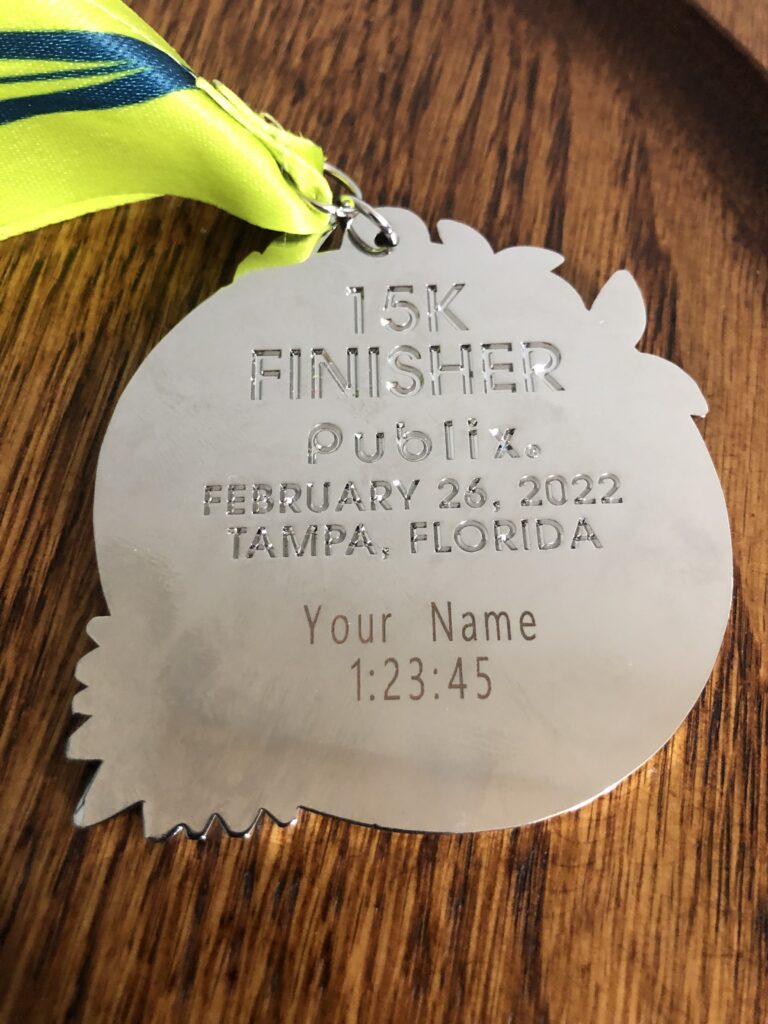 15K
FINISHER
Publix®
FEBRUARY 26, 2022
TAMPA, FLORIDA
Your Name
1:23:45